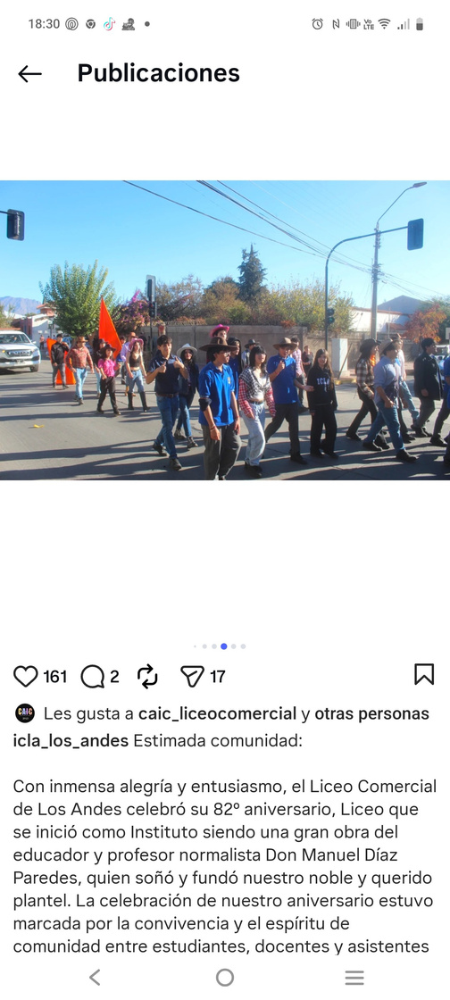 18:30
Vo
LTE
Publicaciones
ICLA
161 2 17
CAIC Les gusta a caic_liceocomercial y otras personas
icla_los_andes Estimada comunidad:
Con inmensa alegría y entusiasmo, el Liceo Comercial
de Los Andes celebró su 82º aniversario, Liceo que
se inició como Instituto siendo una gran obra del
educador y profesor normalista Don Manuel Díaz
Paredes, quien soñó y fundó nuestro noble y querido
plantel. La celebración de nuestro aniversario estuvo
marcada por la convivencia y el espíritu de
comunidad entre estudiantes, docentes y asistentes